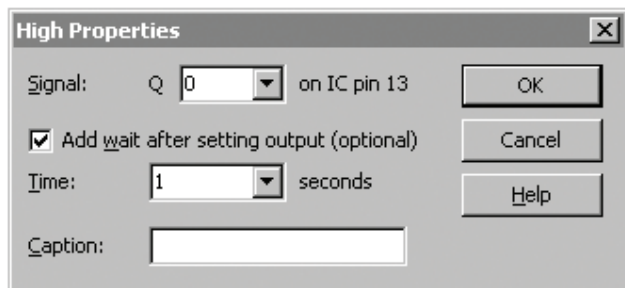 High Properties
Signal: Q 0 on IC pin 13
OK
Add wait after setting output (optional)
Cancel
Time: 1 seconds
Help
Caption: